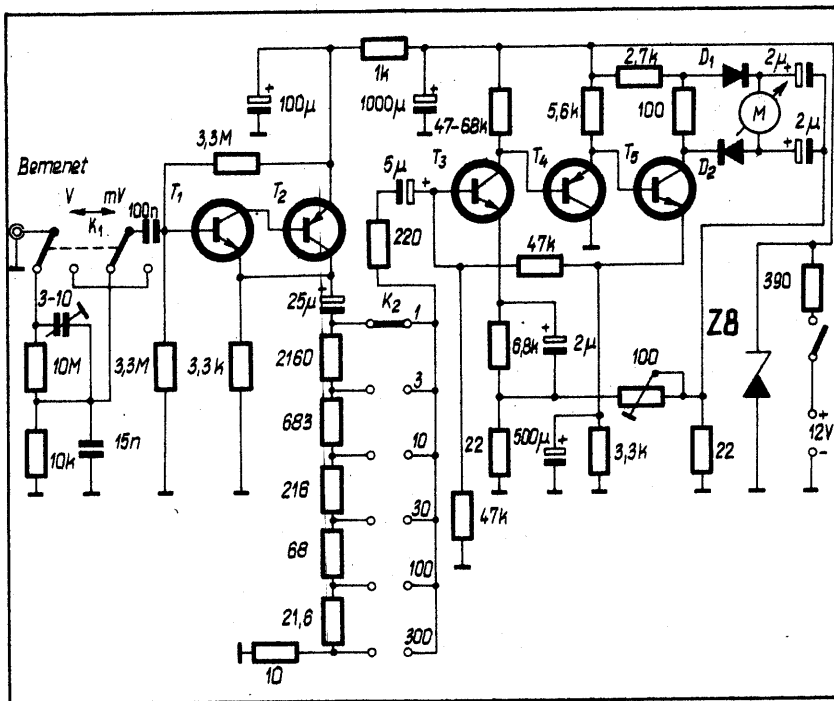 Bemenet
V mV
K1
100n
3-10
10M
10k
15n
3,3M
3,3M
T1
T2
3,3k
100µ
+
1k
1000µ
+
25µ
+
2160
683
216
68
21,6
10
K2
1
3
10
30
100
300
220
5µ
+
47-68k
T3
T4
T5
5,6k
2,7k
100
D1
D2
M
2µ
+
2µ
+
47k
47k
6,8k
2µ
+
22
500µ
+
3,3k
100
22
Z8
390
+
12V
-